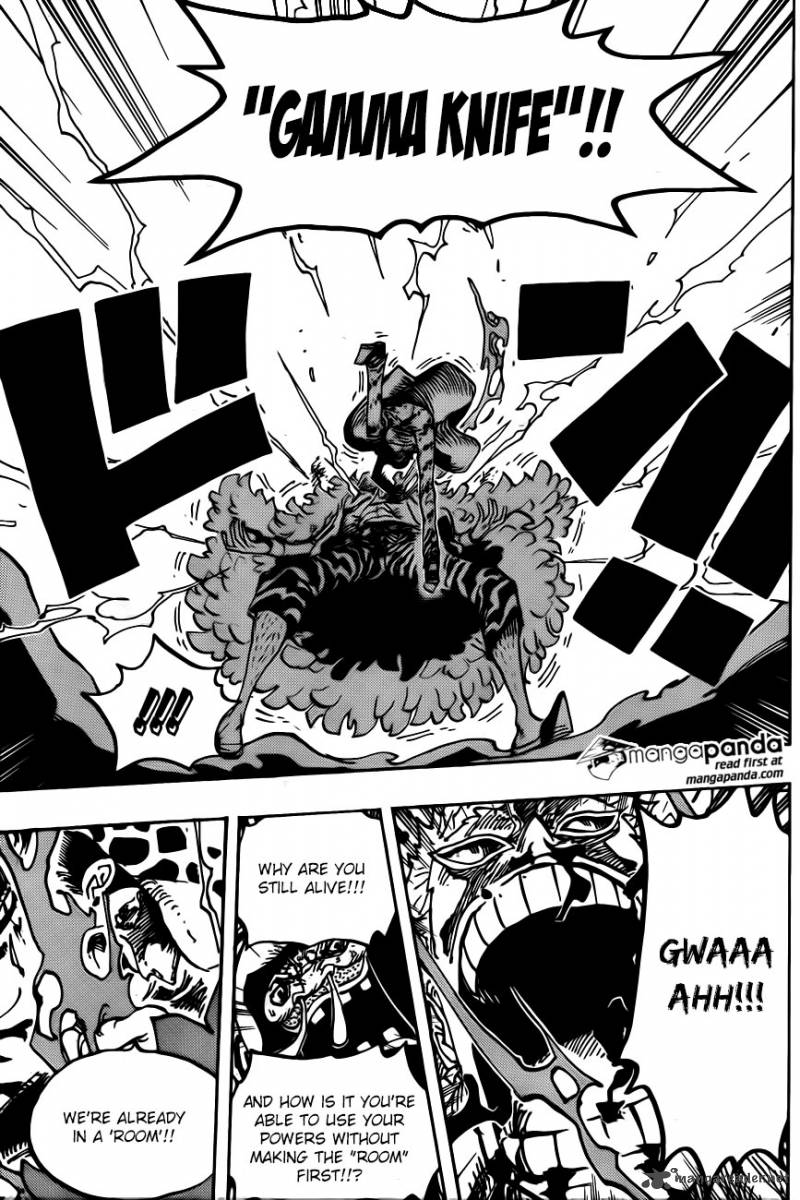 "GAMMA KNIFE"!!
ドーン!!
!!!
mangapanda
read first at
mangapanda.com
GWAAA
AHH!!!
WHY ARE YOU
STILL ALIVE!!!
AND HOW IS IT YOU'RE
ABLE TO USE YOUR
POWERS WITHOUT
MAKING THE "ROOM"
FIRST!!?
WE'RE ALREADY
IN A 'ROOM'!!